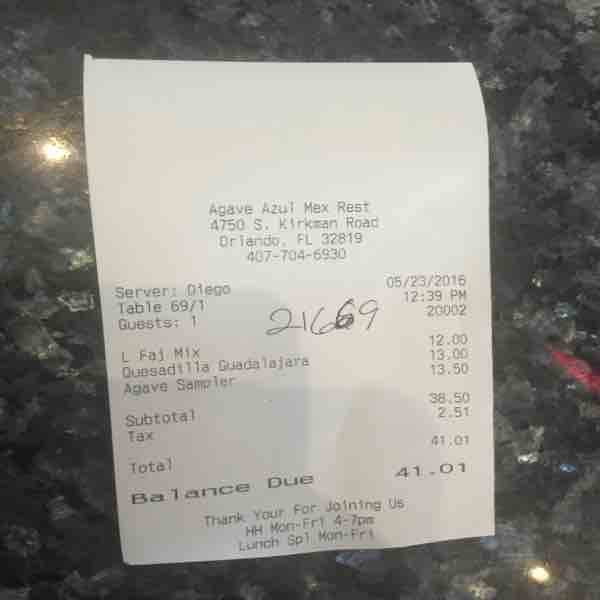 Agave Azul Mex Rest
4750 S. Kirkman Road
Orlando, FL 32819
407-704-6930
Server: Diego 05/23/2016
Table 69/1 12:39 PM
Guests: 1 20002
21669
L Faj Mix 12.00
Quesadilla Guadalajara 13.00
Agave Sampler 13.50
Subtotal 38.50
Tax 2.51
Total 41.01
Balance Due 41.01
Thank Your For Joining Us
HH Mon-Fri 4-7pm
Lunch Spl Mon-Fri